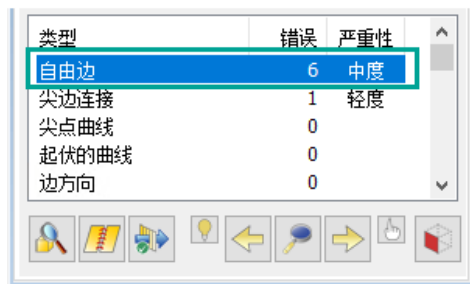 类型 错误 严重性
自由边 6 中度
尖边连接 1 轻度
尖点曲线 0
起伏的曲线 0
边方向 0